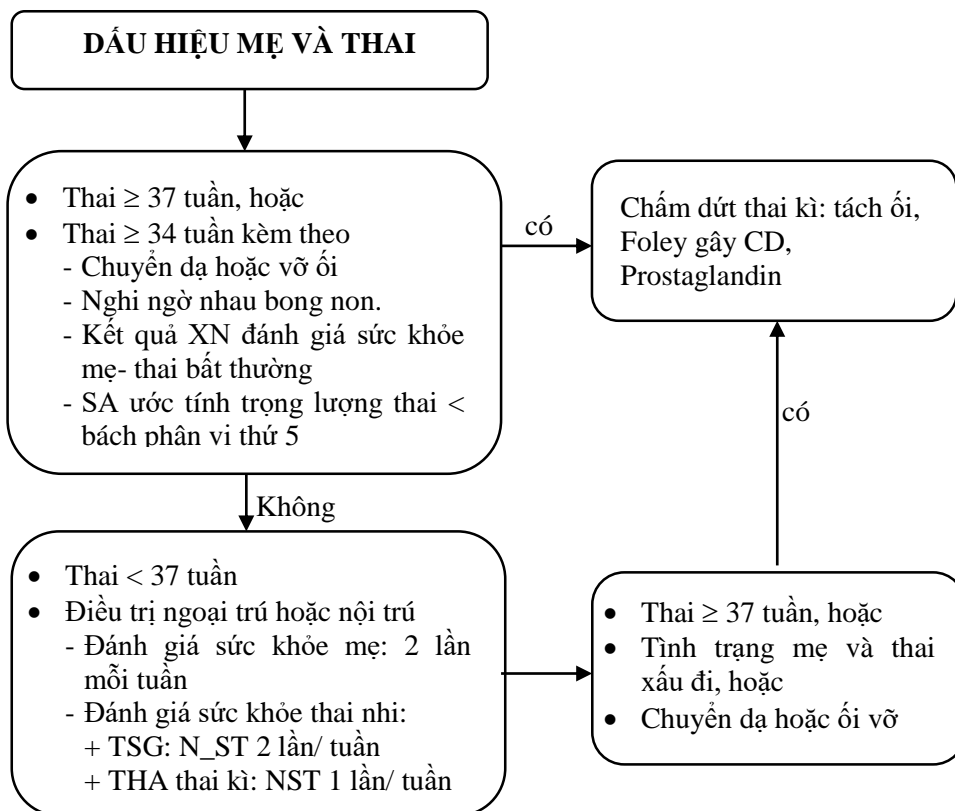 DẤU HIỆU MẸ VÀ THAI
• Thai ≥ 37 tuần, hoặc
• Thai ≥ 34 tuần kèm theo
- Chuyển dạ hoặc vỡ ối
- Nghi ngờ nhau bong non.
- Kết quả XN đánh giá sức khỏe
mẹ- thai bất thường
- SA ước tính trọng lượng thai <
bách phân vi thứ 5
có
Chấm dứt thai kì: tách ối,
Foley gây CD,
Prostaglandin
Không
có
• Thai < 37 tuần
• Điều trị ngoại trú hoặc nội trú
- Đánh giá sức khỏe mẹ: 2 lần
mỗi tuần
- Đánh giá sức khỏe thai nhi:
+ TSG: N_ST 2 lần/ tuần
+ THA thai kì: NST 1 lần/ tuần
• Thai ≥ 37 tuần, hoặc
• Tình trạng mẹ và thai
xấu đi, hoặc
• Chuyển dạ hoặc ối vỡ